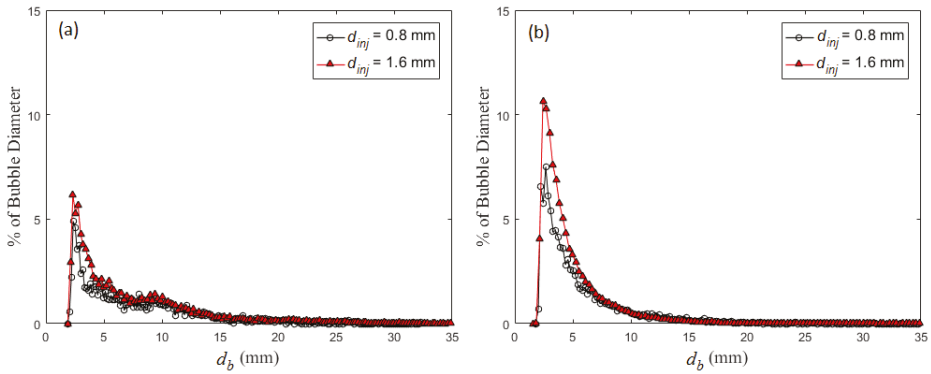 (a)
d_inj = 0.8 mm
d_inj = 1.6 mm
% of Bubble Diameter
15
10
5
0
0 5 10 15 20 25 30 35
d_b (mm)
(b)
d_inj = 0.8 mm
d_inj = 1.6 mm
% of Bubble Diameter
15
10
5
0
0 5 10 15 20 25 30 35
d_b (mm)